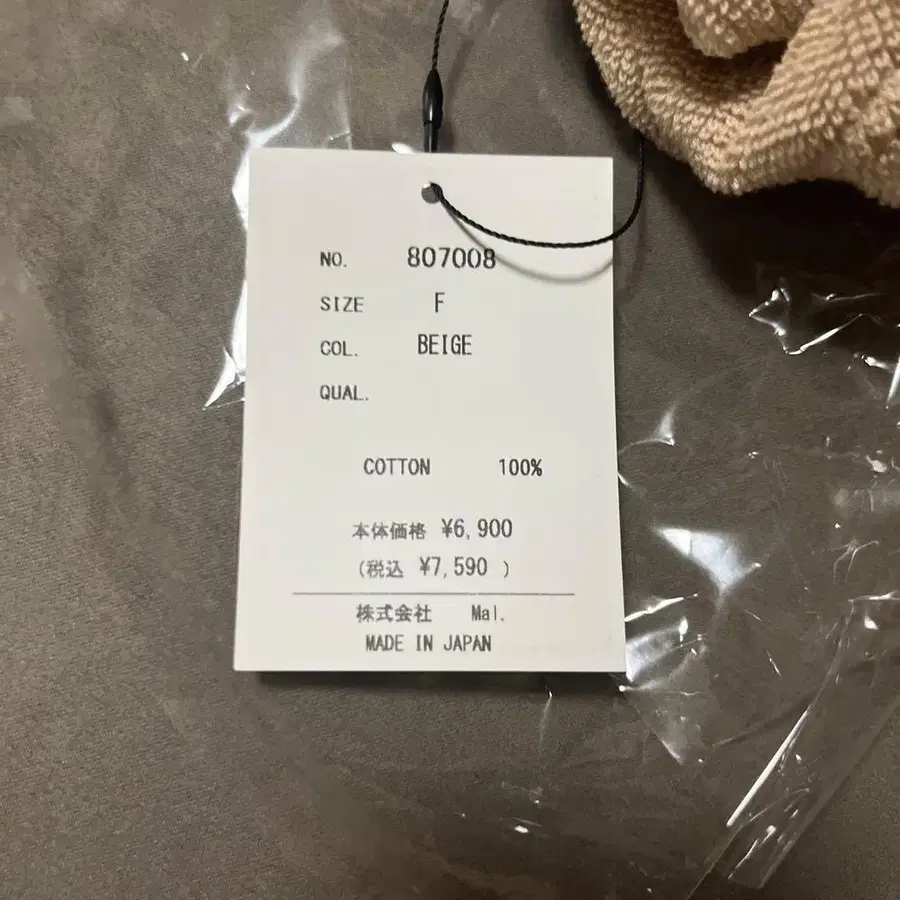 NO. 807008
SIZE F
COL. BEIGE
QUAL.
COTTON 100%
本体価格 ¥6,900
(税込 ¥7,590 )
株式会社 Mal.
MADE IN JAPAN